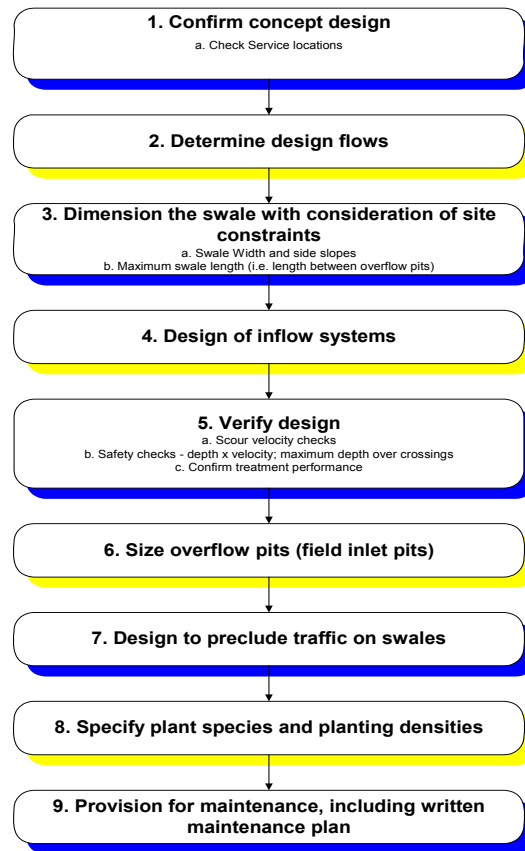 1. Confirm concept design
a. Check Service locations
2. Determine design flows
3. Dimension the swale with consideration of site
constraints
a. Swale Width and side slopes
b. Maximum swale length (i.e. length between overflow pits)
4. Design of inflow systems
5. Verify design
a. Scour velocity checks
b. Safety checks - depth x velocity; maximum depth over crossings
c. Confirm treatment performance
6. Size overflow pits (field inlet pits)
7. Design to preclude traffic on swales
8. Specify plant species and planting densities
9. Provision for maintenance, including written
maintenance plan